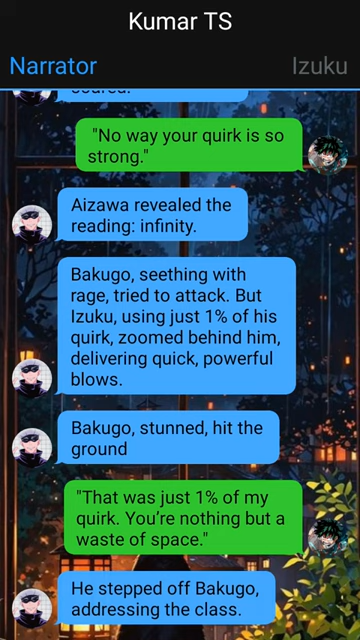 Kumar TS
Narrator
Izuku
"No way your quirk is so
strong."
Aizawa revealed the
reading: infinity.
Bakugo, seething with
rage, tried to attack. But
Izuku, using just 1% of his
quirk, zoomed behind him,
delivering quick, powerful
blows.
Bakugo, stunned, hit the
ground
"That was just 1% of my
quirk. You’re nothing but a
waste of space."
He stepped off Bakugo,
addressing the class.